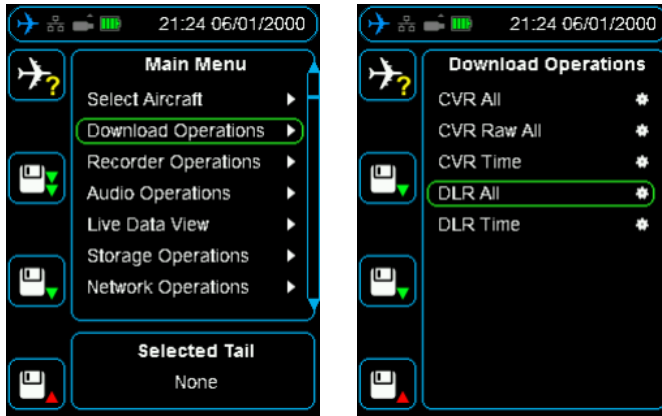 21:24 06/01/2000
Main Menu
?
Select Aircraft
Download Operations
Recorder Operations
Audio Operations
Live Data View
Storage Operations
Network Operations
Selected Tail
None
21:24 06/01/2000
Download Operations
?
CVR All
CVR Raw All
CVR Time
DLR All
DLR Time